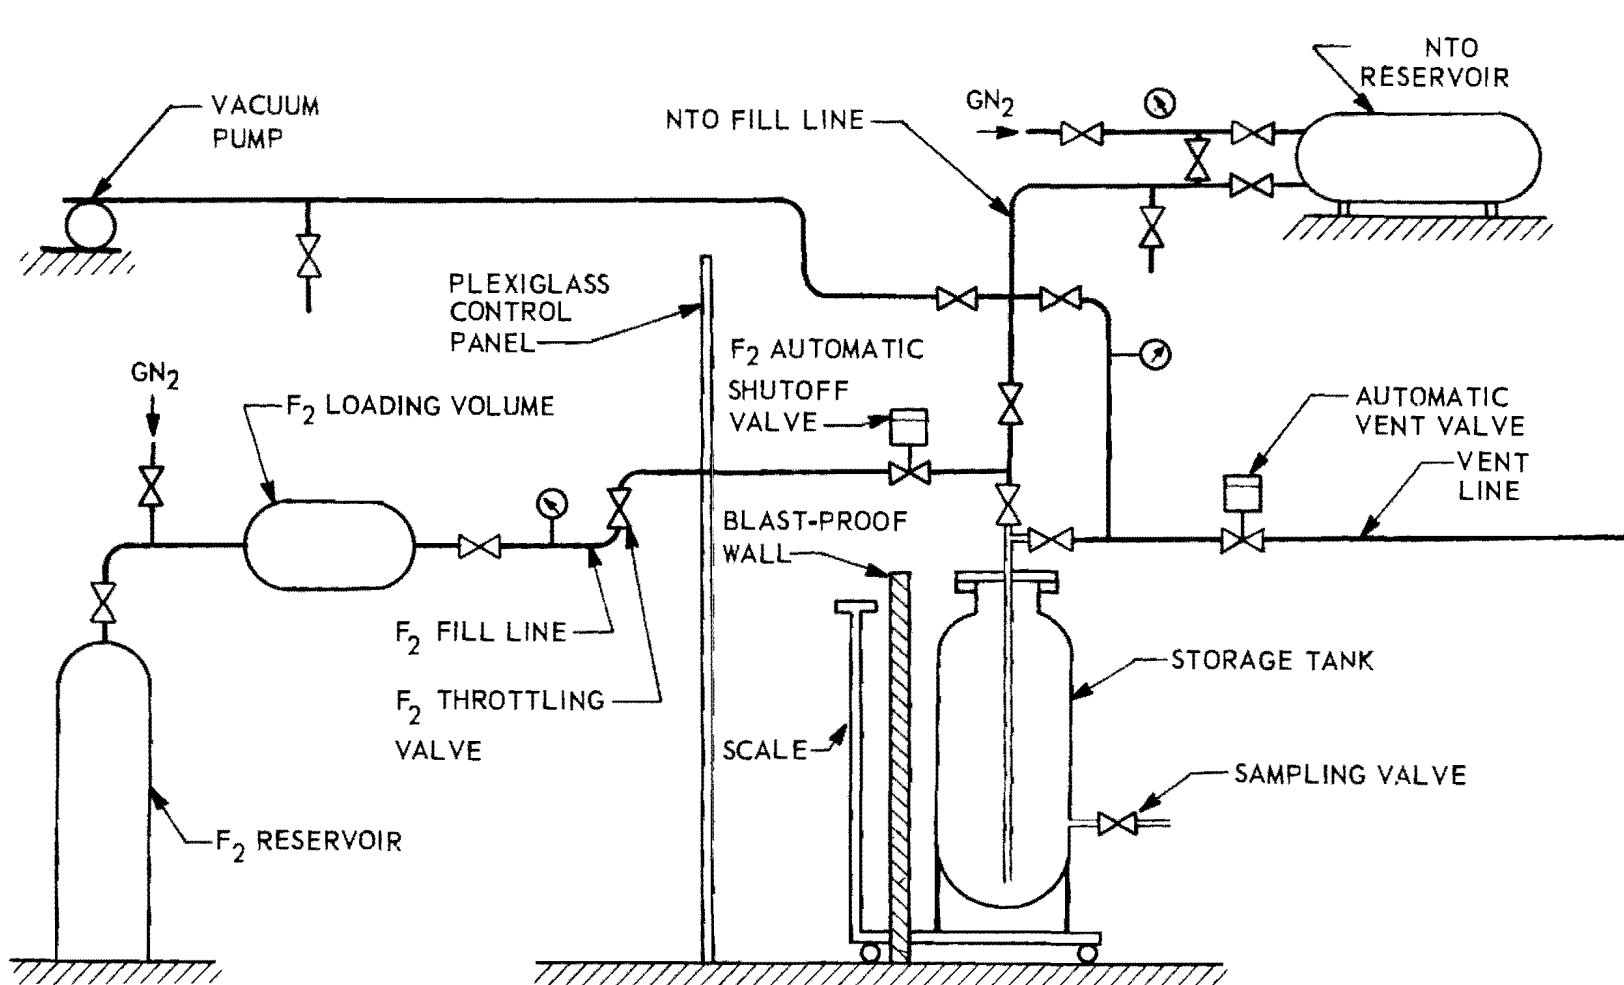 NTO
RESERVOIR
VACUUM
PUMP
NTO FILL LINE
GN2
PLEXIGLASS
CONTROL
PANEL
F2 AUTOMATIC
SHUTOFF
VALVE
GN2
F2 LOADING VOLUME
AUTOMATIC
VENT VALVE
VENT
LINE
BLAST-PROOF
WALL
F2 FILL LINE
F2 THROTTLING
VALVE
STORAGE TANK
SCALE
SAMPLING VALVE
F2 RESERVOIR